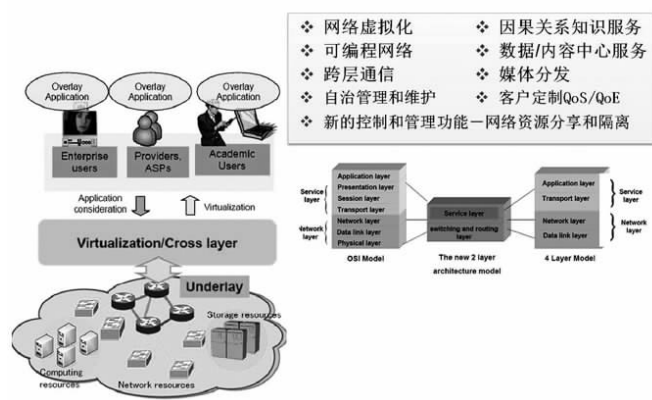 ❖ 网络虚拟化
❖ 因果关系知识服务
❖ 可编程网络
❖ 数据/内容中心服务
❖ 跨层通信
❖ 媒体分发
❖ 自治管理和维护
❖ 客户定制QoS/QoE
❖ 新的控制和管理功能－网络资源分享和隔离
Overlay
Application
Overlay
Application
Overlay
Application
Enterprise
users
Providers,
ASPs
Academic
Users
Application
consideration
Virtualization
Virtualization/Cross layer
Underlay
Storage resources
Computing
resources
Network resources
Service
layer
Network
layer
Application layer
Presentation layer
Session layer
Transport layer
Network layer
Data link layer
Physical layer
OSI Model
Service layer
switching and routing
layer
The new 2 layer
architecture model
Application layer
Transport layer
Network layer
Data link layer
4 Layer Model
Service
layer
Network
layer